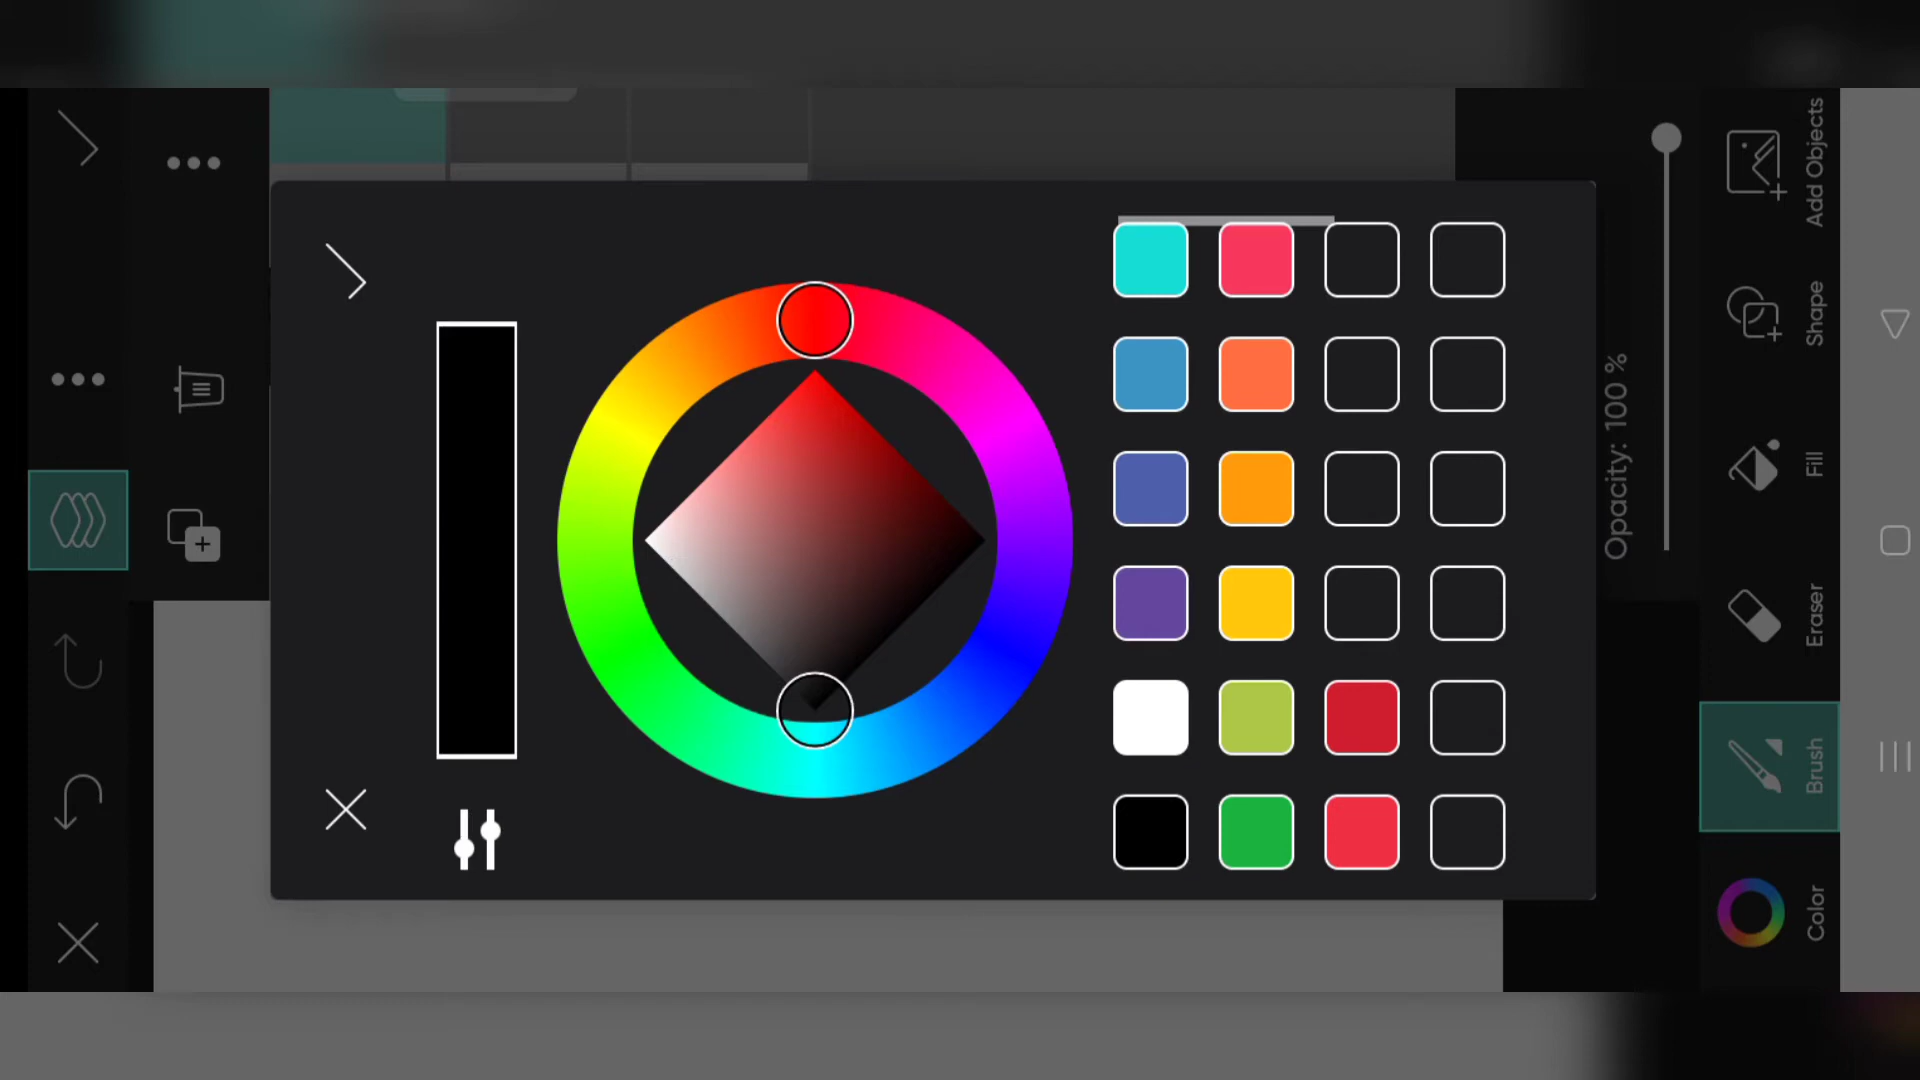 Add Objects
Shape
Fill
Eraser
Brush
Color
Opacity: 100 %